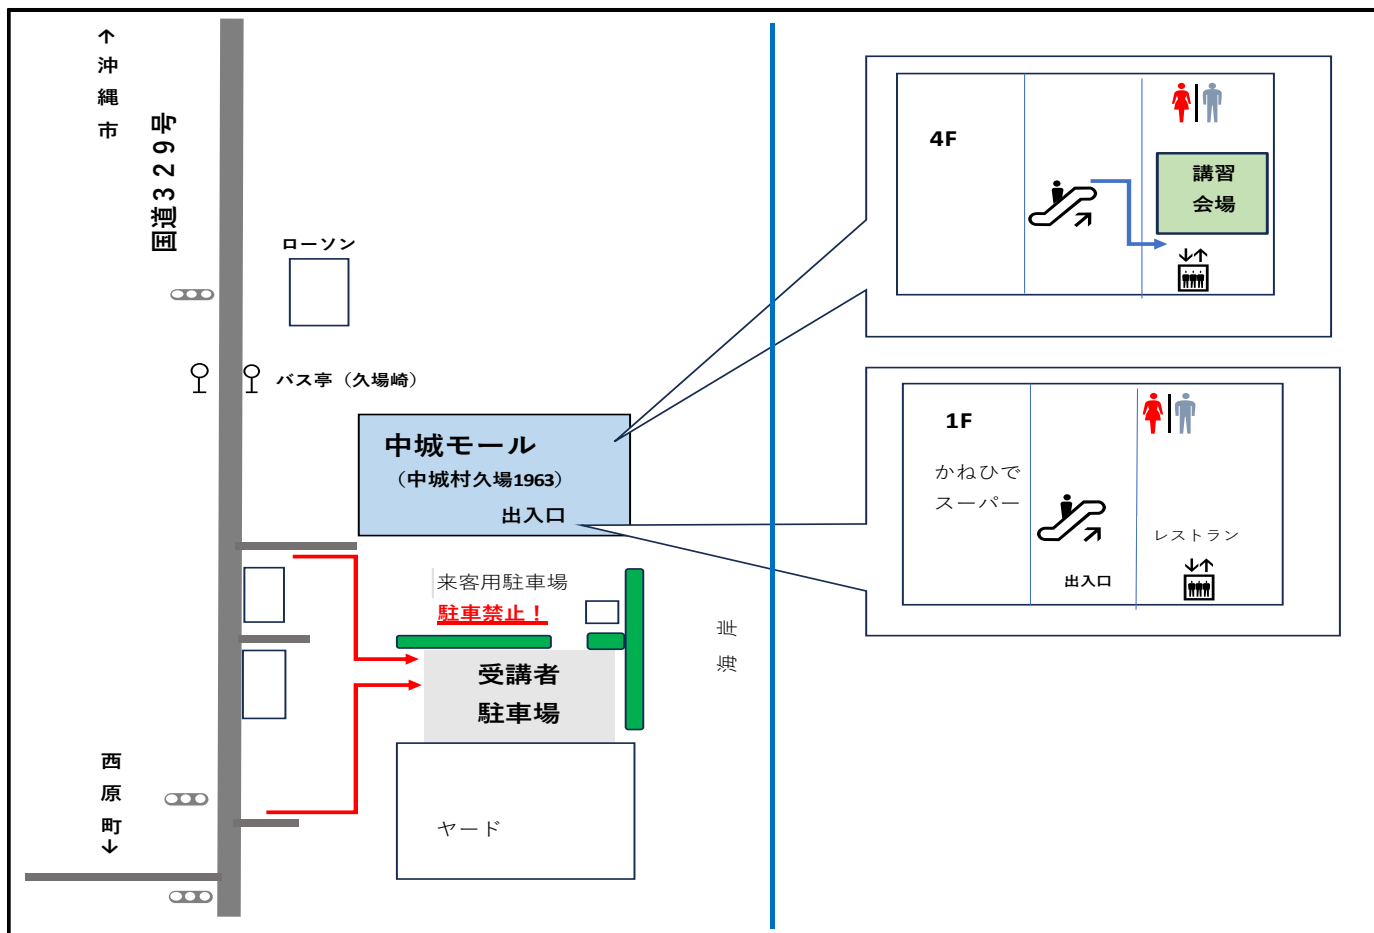 ↑沖縄市
国道３２９号
ローソン
バス亭（久場崎）
中城モール
（中城村久場1963）
出入口
来客用駐車場
駐車禁止！
受講者
駐車場
ヤード
西原町↓
海岸
4F
講習
会場
↓↑
1F
かねひで
スーパー
レストラン
出入口
↓↑